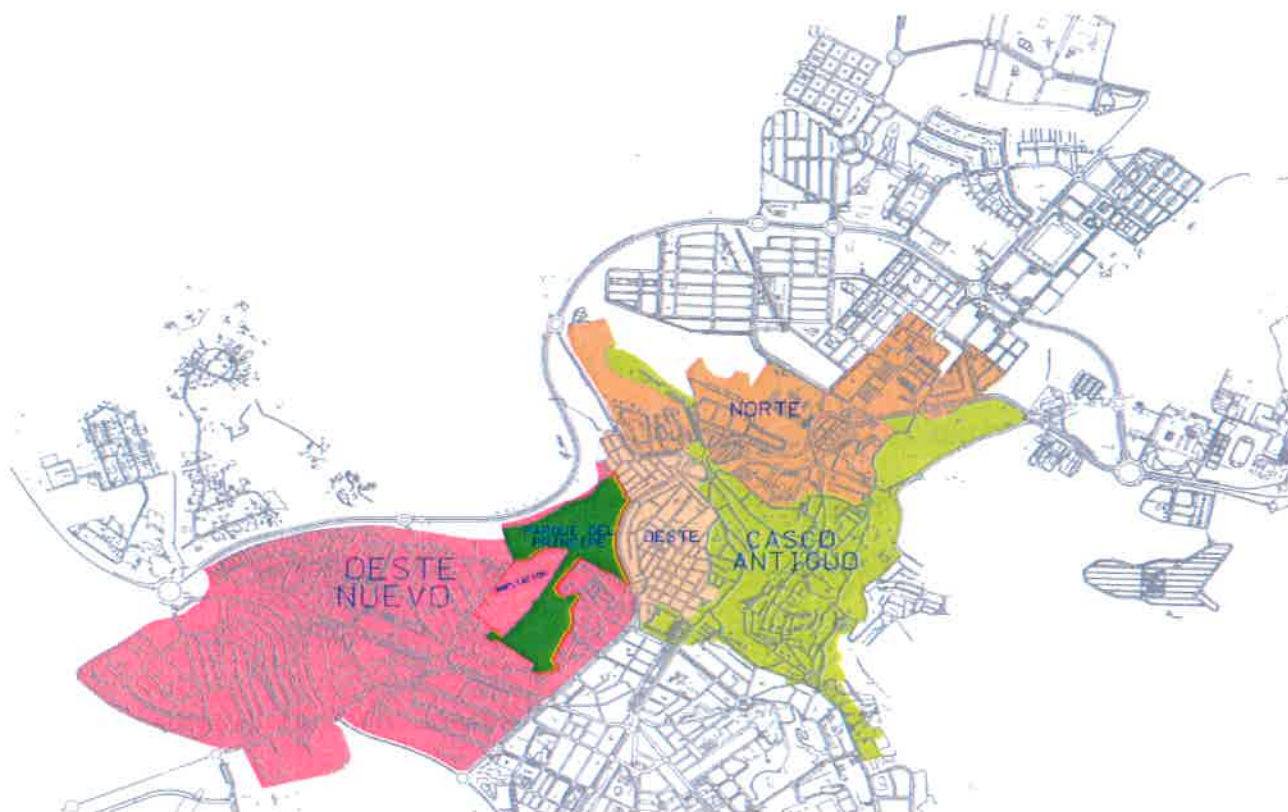 NORTE
PARQUE DEL
PRINCIPE
OESTE
CASCO
ANTIGUO
OESTE
NUEVO